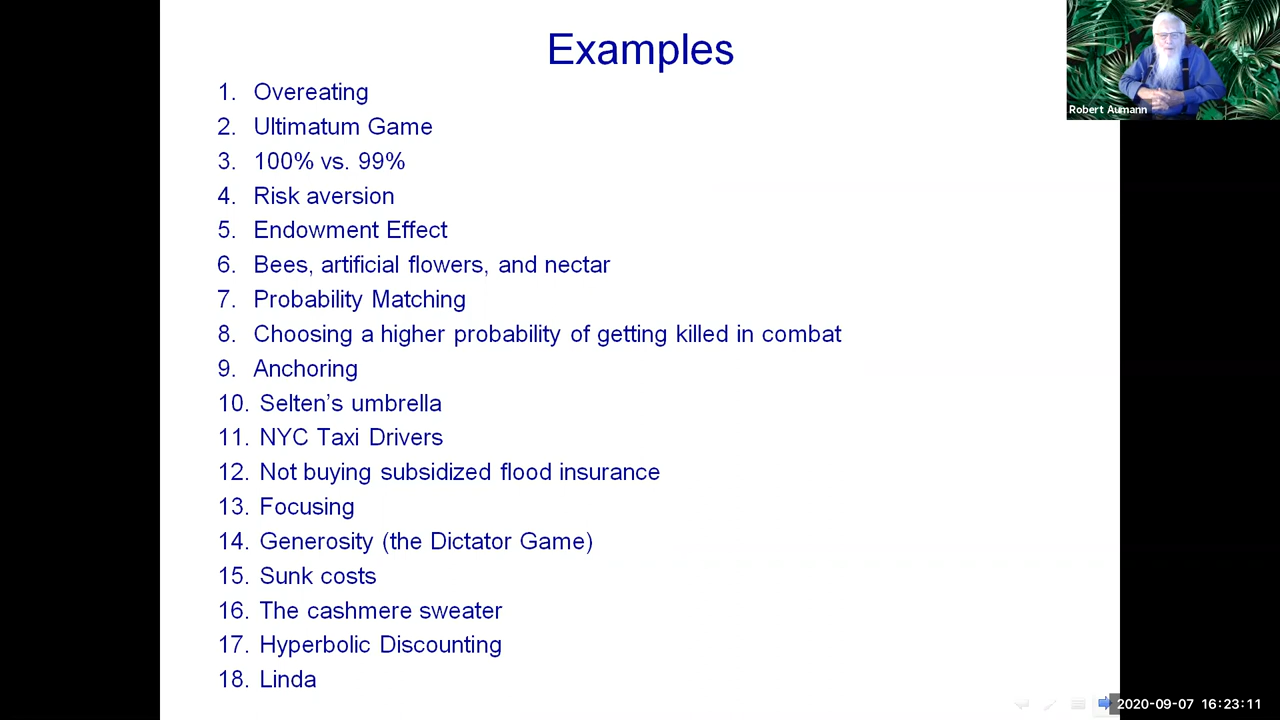 Examples
1. Overeating
2. Ultimatum Game
3. 100% vs. 99%
4. Risk aversion
5. Endowment Effect
6. Bees, artificial flowers, and nectar
7. Probability Matching
8. Choosing a higher probability of getting killed in combat
9. Anchoring
10. Selten's umbrella
11. NYC Taxi Drivers
12. Not buying subsidized flood insurance
13. Focusing
14. Generosity (the Dictator Game)
15. Sunk costs
16. The cashmere sweater
17. Hyperbolic Discounting
18. Linda
Robert Aumann
2020-09-07 16:23:11